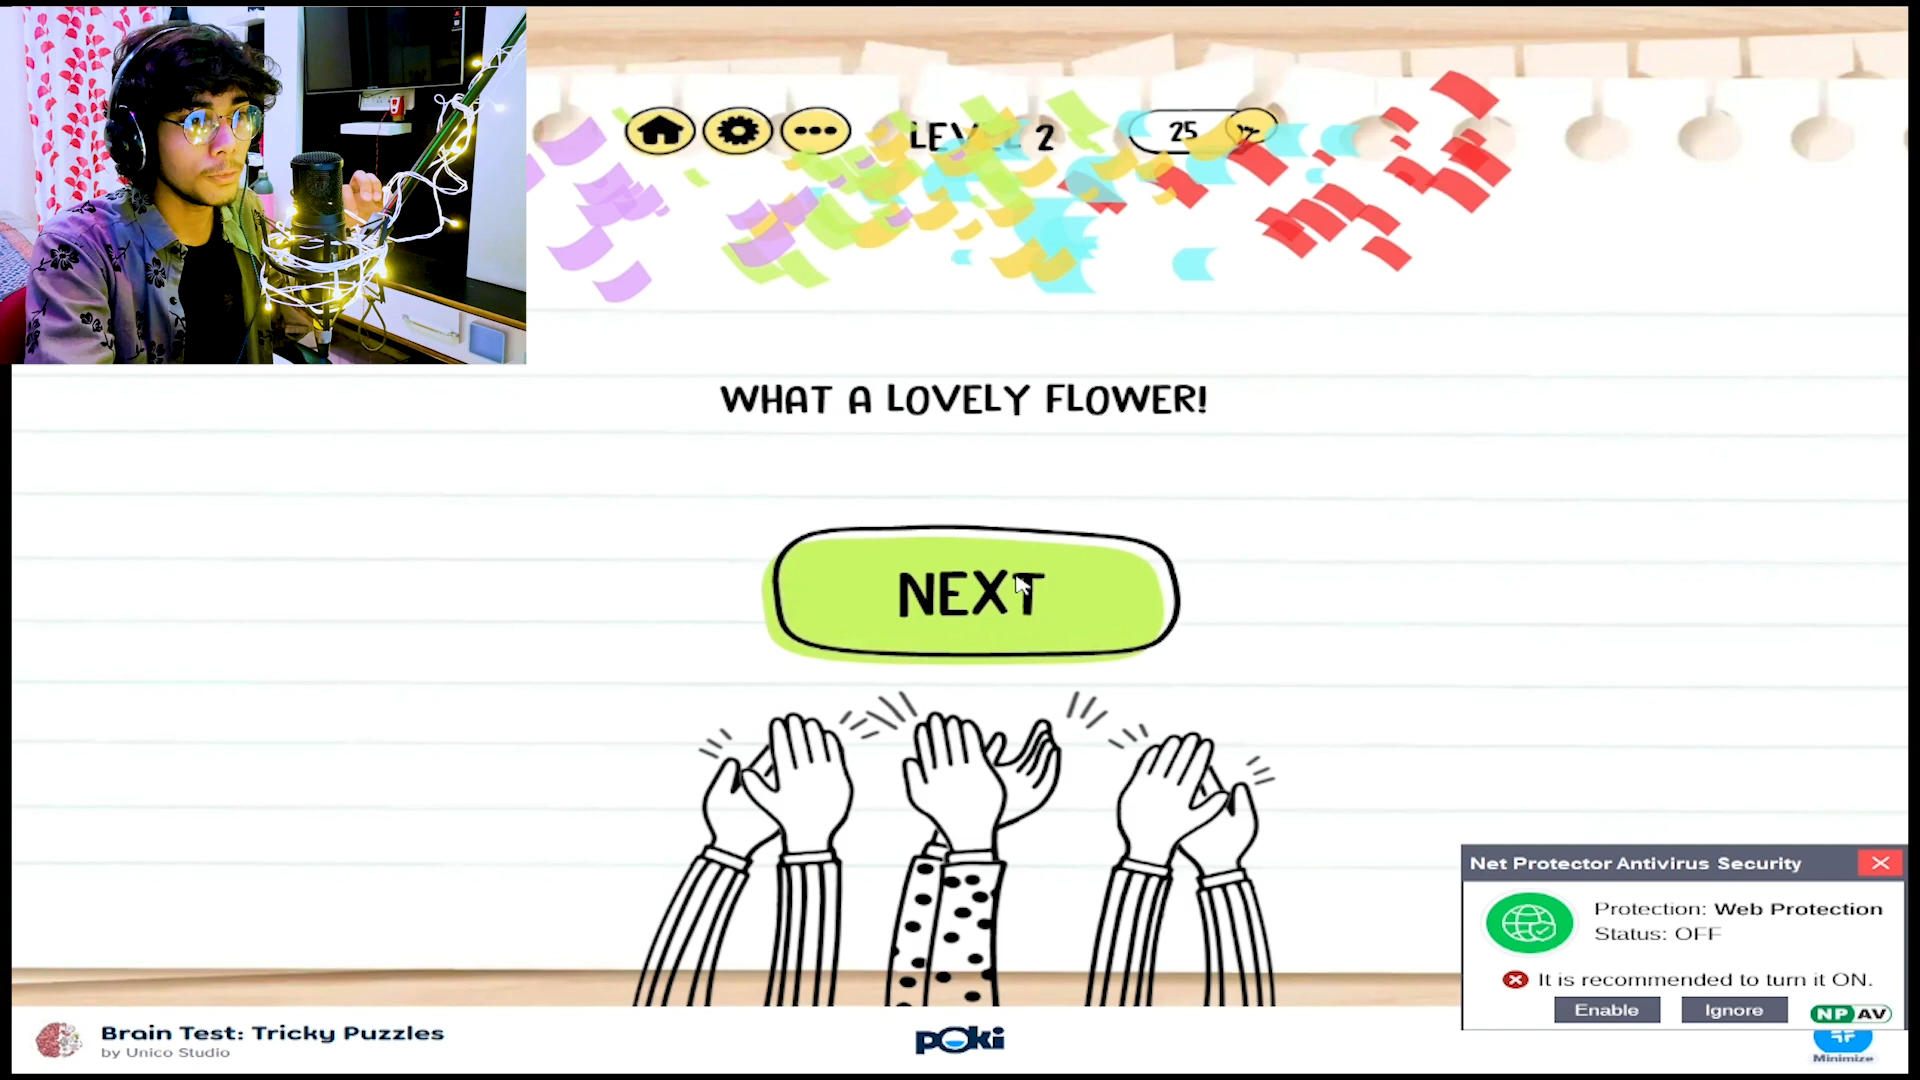 LEVEL 2
25
WHAT A LOVELY FLOWER!
NEXT
Net Protector Antivirus Security
Protection: Web Protection
Status: OFF
It is recommended to turn it ON.
Enable
Ignore
NP AV
Brain Test: Tricky Puzzles
by Unico Studio
POKi
Minimize